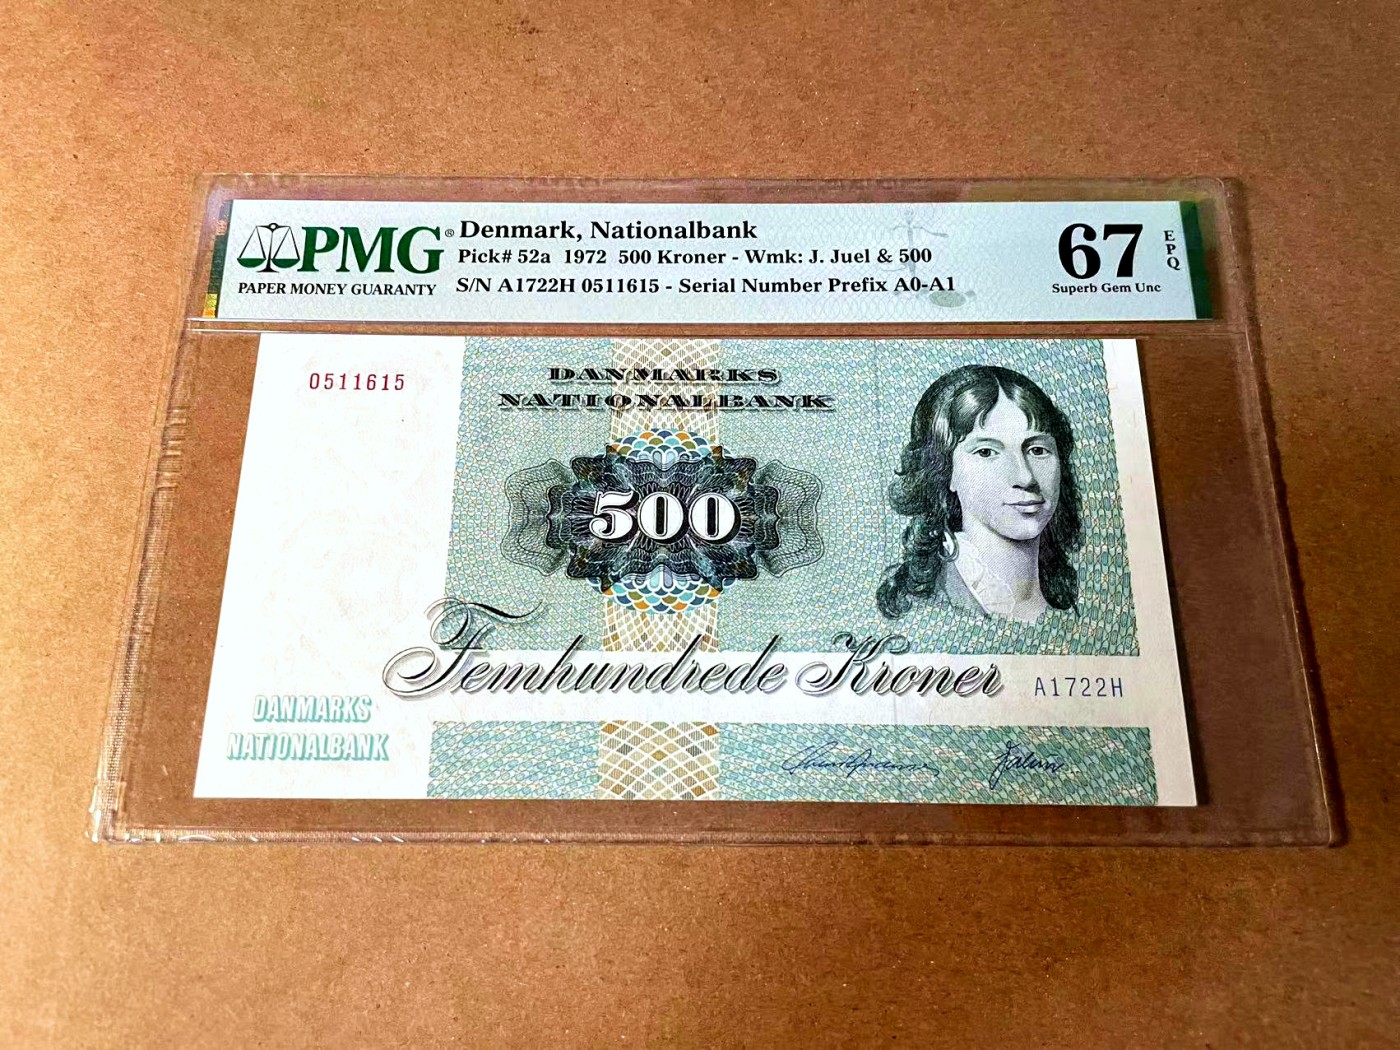 PMG®
PAPER MONEY GUARANTY
Denmark, Nationalbank
Pick# 52a 1972 500 Kroner - Wmk: J. Juel & 500
S/N A1722H 0511615 - Serial Number Prefix A0-A1
67
EPQ
Superb Gem Unc
0511615
DANMARKS
NATIONALBANK
500
Femhundrede Kroner
A1722H
DANMARKS
NATIONALBANK